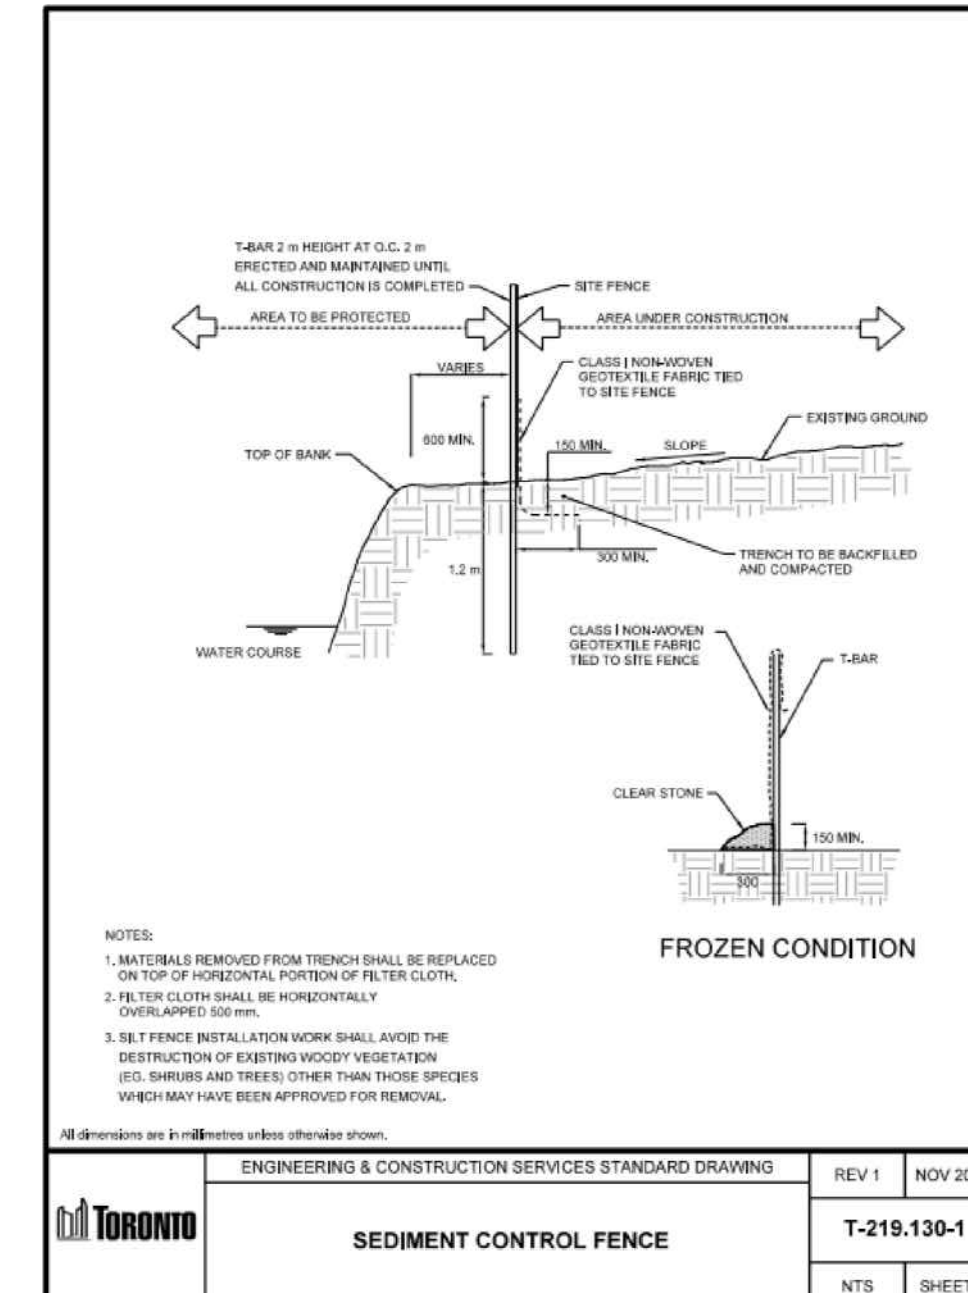 T-BAR 2 m HEIGHT AT O.C. 2 m
ERECTED AND MAINTAINED UNTIL
ALL CONSTRUCTION IS COMPLETED
SITE FENCE
AREA TO BE PROTECTED
AREA UNDER CONSTRUCTION
VARIES
CLASS I NON-WOVEN
GEOTEXTILE FABRIC TIED
TO SITE FENCE
EXISTING GROUND
600 MIN.
150 MIN.
SLOPE
TOP OF BANK
300 MIN.
TRENCH TO BE BACKFILLED
AND COMPACTED
1.2 m
WATER COURSE
CLASS I NON-WOVEN
GEOTEXTILE FABRIC
TIED TO SITE FENCE
T-BAR
CLEAR STONE
150 MIN.
300
FROZEN CONDITION
NOTES:
1. MATERIALS REMOVED FROM TRENCH SHALL BE REPLACED
ON TOP OF HORIZONTAL PORTION OF FILTER CLOTH.
2. FILTER CLOTH SHALL BE HORIZONTALLY
OVERLAPPED 500 mm.
3. SILT FENCE INSTALLATION WORK SHALL AVOID THE
DESTRUCTION OF EXISTING WOODY VEGETATION
(EG. SHRUBS AND TREES) OTHER THAN THOSE SPECIES
WHICH MAY HAVE BEEN APPROVED FOR REMOVAL.
All dimensions are in millimetres unless otherwise shown.
TORONTO
ENGINEERING & CONSTRUCTION SERVICES STANDARD DRAWING
SEDIMENT CONTROL FENCE
REV 1
NOV 20
T-219.130-1
NTS
SHEET